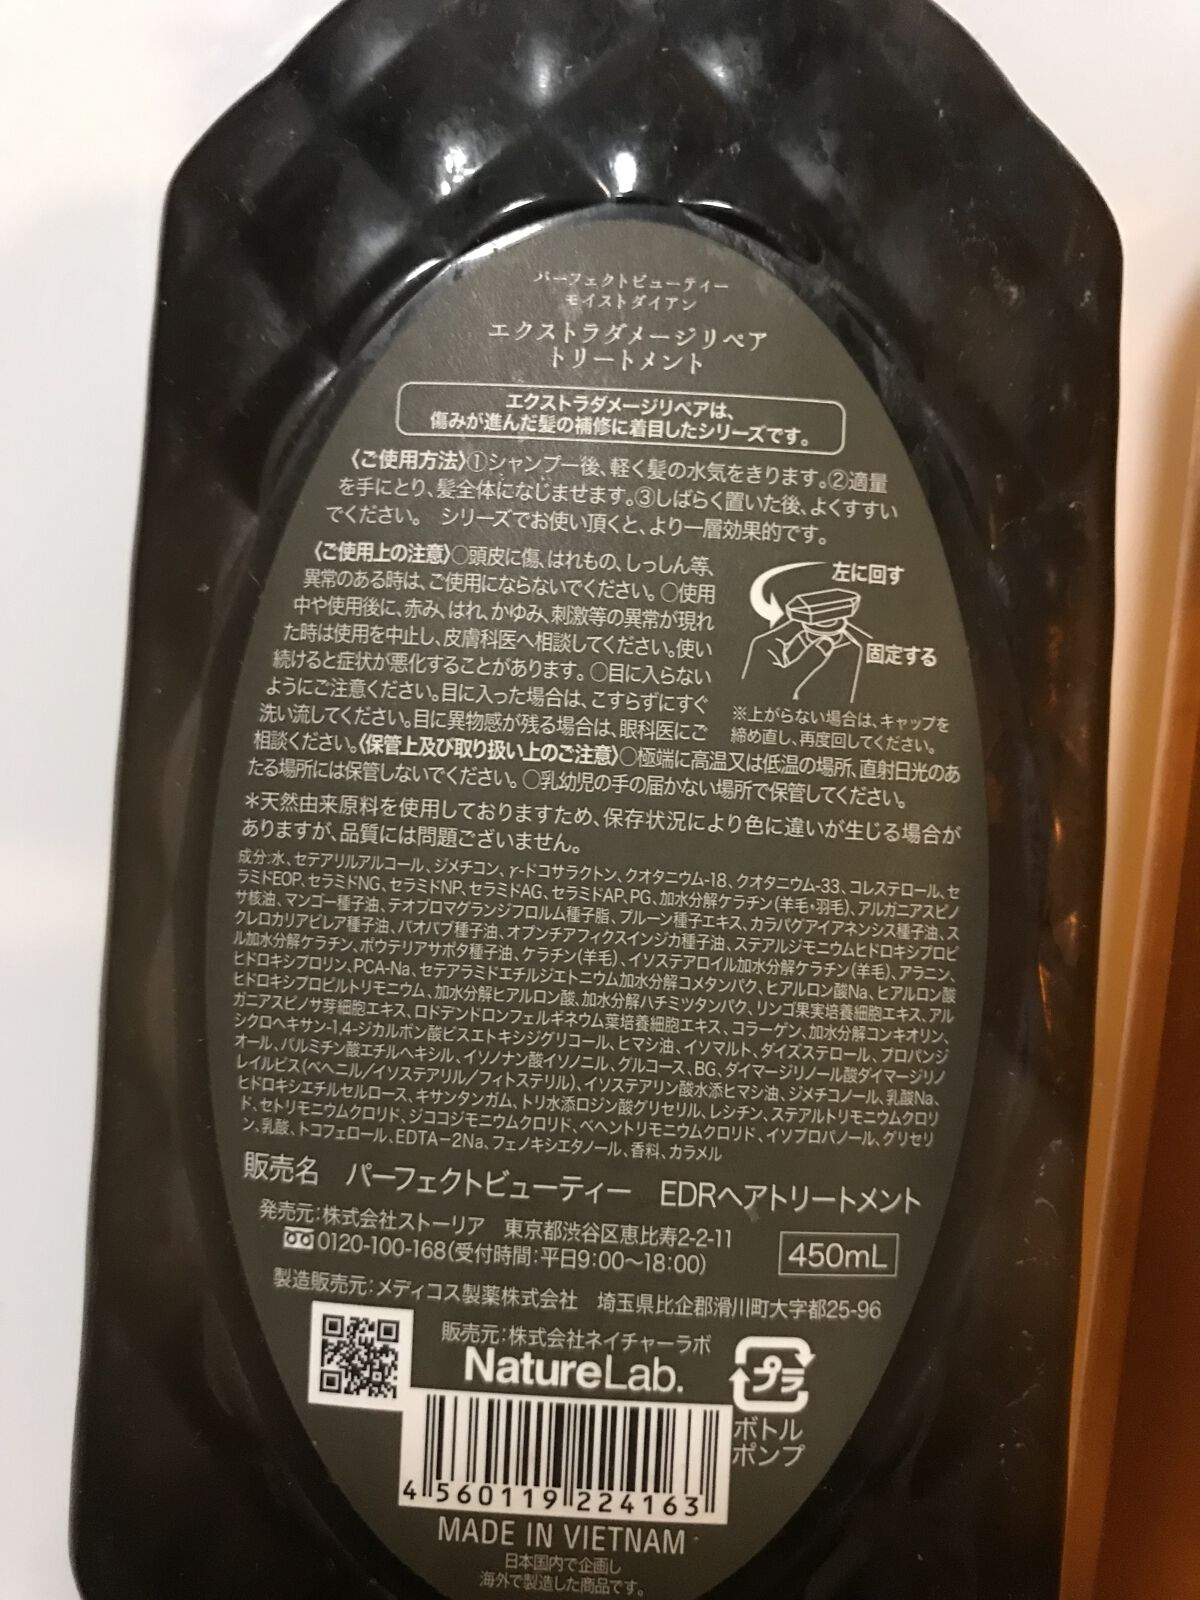 パーフェクトビューティー
モイストダイアン
エクストラダメージリペア
トリートメント
エクストラダメージリペアは、
傷みが進んだ髪の補修に着目したシリーズです。
〈ご使用方法〉①シャンプー後、軽く髪の水気をきります。②適量
を手にとり、髪全体になじませます。③しばらく置いた後、よくすすい
でください。 シリーズでお使い頂くと、より一層効果的です。
〈ご使用上の注意〉○頭皮に傷、はれもの、しっしん等、
異常のある時は、ご使用にならないでください。○使用
中や使用後に、赤み、はれ、かゆみ、刺激等の異常が現れ
た時は使用を中止し、皮膚科医へ相談してください。使い
続けると症状が悪化することがあります。○目に入らない
ようにご注意ください。目に入った場合は、こすらずにすぐ
洗い流してください。目に異物感が残る場合は、眼科医にご
相談ください。〈保管上及び取り扱い上のご注意〉○極端に高温又は低温の場所、直射日光のあ
たる場所には保管しないでください。○乳幼児の手の届かない場所で保管してください。
左に回す
固定する
※上がらない場合は、キャップを
締め直し、再度回してください。
*天然由来原料を使用しておりますため、保存状況により色に違いが生じる場合が
ありますが、品質には問題ございません。
成分:水、セテアリルアルコール、ジメチコン、γ-ドコサラクトン、クオタニウム-18、クオタニウム-33、コレステロール、セ
ラミドEOP、セラミドNG、セラミドNP、セラミドAG、セラミドAP、PG、加水分解ケラチン(羊毛・羽毛)、アルガニアスピノ
サ核油、マンゴー種子油、テオブロマグランジフロルム種子脂、プルーン種子エキス、カラパグアイアネンシス種子油、ス
クレロカリアビレア種子油、バオバブ種子油、オプンチアフィクスインジカ種子油、ステアルジモニウムヒドロキシプロピ
ル加水分解ケラチン、ポウテリアサポタ種子油、ケラチン(羊毛)、イソステアロイル加水分解ケラチン(羊毛)、アラニン、
ヒドロキシプロリン、PCA-Na、セテアラミドエチルジエトニウム加水分解コメタンパク、ヒアルロン酸Na、ヒアルロン酸
ヒドロキシプロピルトリモニウム、加水分解ヒアルロン酸、加水分解ハチミツタンパク、リンゴ果実培養細胞エキス、アル
ガニアスピノサ芽細胞エキス、ロドデンドロンフェルギネウム葉培養細胞エキス、コラーゲン、加水分解コンキオリン、
シクロヘキサン-1,4-ジカルボン酸ビスエトキシジグリコール、ヒマシ油、イソマルト、ダイズステロール、プロパンジ
オール、パルミチン酸エチルヘキシル、イソノナン酸イソノニル、グルコース、BG、ダイマージリノール酸ダイマージリノ
レイルビス(ベヘニル/イソステアリル/フィトステリル)、イソステアリン酸水添ヒマシ油、ジメチコノール、乳酸Na、
ヒドロキシエチルセルロース、キサンタンガム、トリ水添ロジン酸グリセリル、レシチン、ステアルトリモニウムクロリ
ド、セトリモニウムクロリド、ジココジモニウムクロリド、ベヘントリモニウムクロリド、イソプロパノール、グリセリ
ン、乳酸、トコフェロール、EDTA-2Na、フェノキシエタノール、香料、カラメル
販売名 パーフェクトビューティー EDRヘアトリートメント
発売元:株式会社ストーリア 東京都渋谷区恵比寿2-2-11
0120-100-168(受付時間:平日9:00~18:00)
450mL
製造販売元:メディコス製薬株式会社 埼玉県比企郡滑川町大字都25-96
販売元:株式会社ネイチャーラボ
NatureLab.
プラ
ボトル
ポンプ
4 560119 224163
MADE IN VIETNAM
日本国内で企画し
海外で製造した商品です。